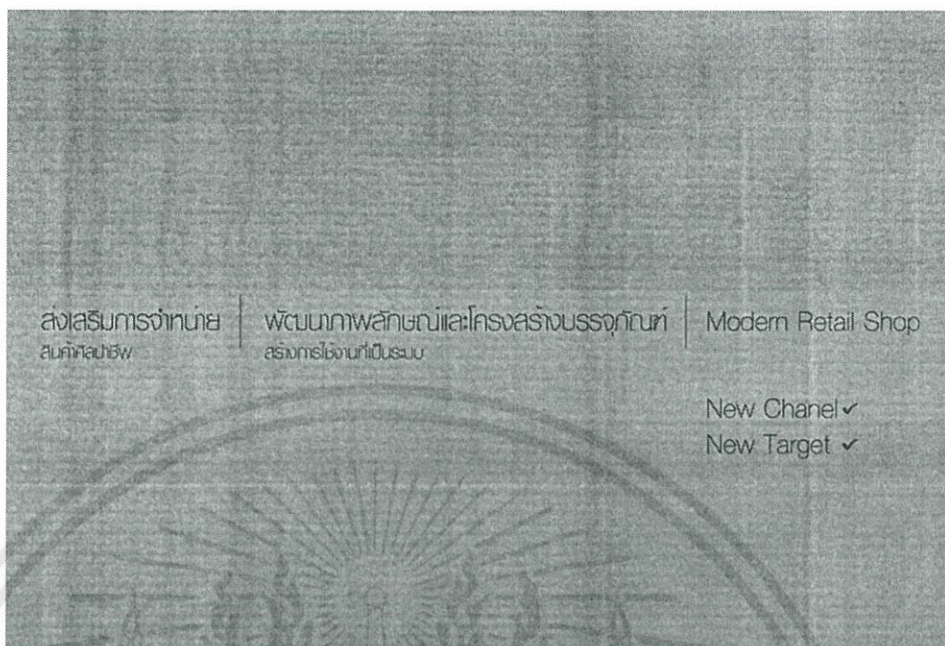 ส่งเสริมการจำหน่าย
สินค้าศิลปาชีพ
พัฒนาภาพลักษณ์และโครงสร้างบรรจุภัณฑ์
สร้างการใช้งานที่เป็นระบบ
Modern Retail Shop
New Chanel ✓
New Target ✓